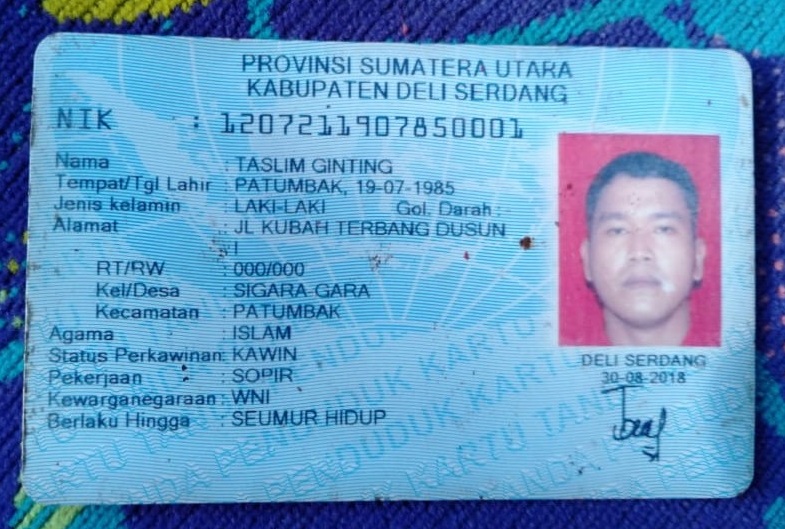 PROVINSI SUMATERA UTARA
KABUPATEN DELI SERDANG
NIK : 1207211907850001
Nama : TASLIM GINTING
Tempat/Tgl Lahir : PATUMBAK, 19-07-1985
Jenis kelamin : LAKI-LAKI Gol. Darah : -
Alamat : JL KUBAH TERBANG DUSUN
I
RT/RW : 000/000
Kel/Desa : SIGARA GARA
Kecamatan : PATUMBAK
Agama : ISLAM
Status Perkawinan: KAWIN
Pekerjaan : SOPIR
Kewarganegaraan : WNI
Berlaku Hingga : SEUMUR HIDUP
DELI SERDANG
30-08-2018